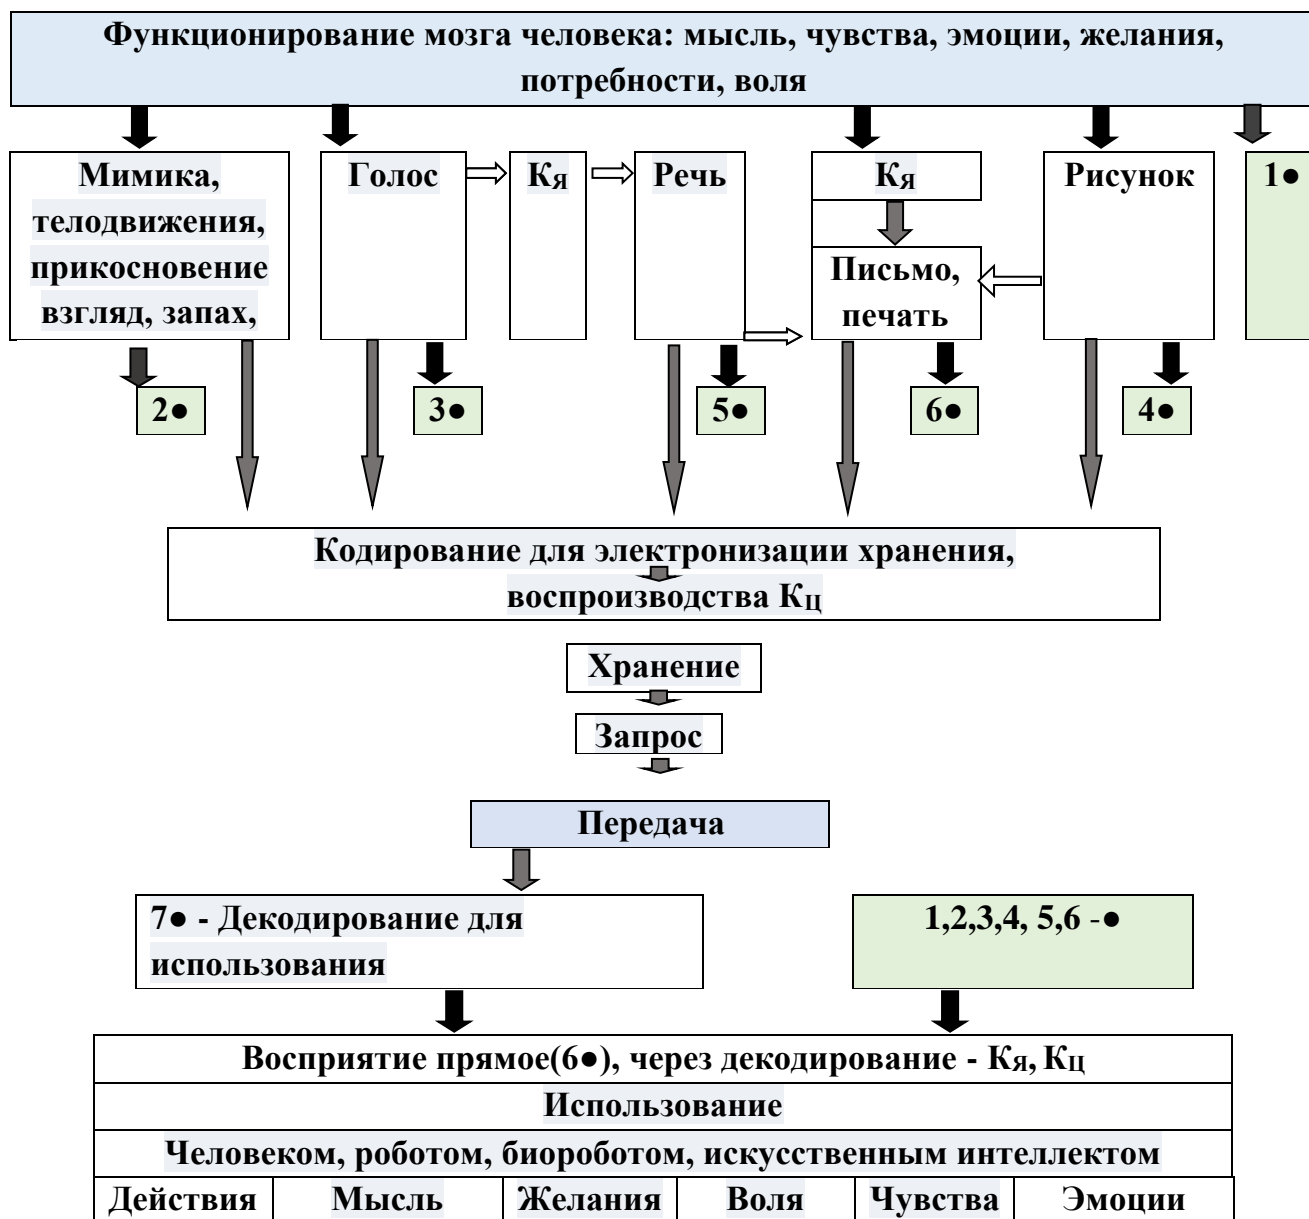 Функционирование мозга человека: мысль, чувства, эмоции, желания,
потребности, воля
Мимика,
телодвижения,
прикосновение
взгляд, запах,
Голос
Кя
Речь
Кя
Письмо,
печать
Рисунок
1●
2●
3●
5●
6●
4●
Кодирование для электронизации хранения,
воспроизводства Кц
Хранение
Запрос
Передача
7● - Декодирование для
использования
1,2,3,4, 5,6 -●
Восприятие прямое(6●), через декодирование - Кя, Кц
Использование
Человеком, роботом, биороботом, искусственным интеллектом
Действия Мысль Желания Воля Чувства Эмоции